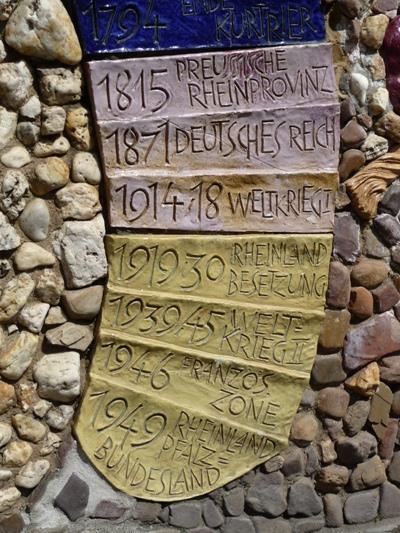 1794 ENDE
KURTRIER
1815 PREUSSISCHE
RHEINPROVINZ
1871 DEUTSCHES REICH
1914-18 WELTKRIEG I
1919 30 RHEINLAND
BESETZUNG
1939/45 WELT-
KRIEG II
1946 FRANZÖS.
ZONE
1949 RHEINLAND
PFALZ=
BUNDESLAND